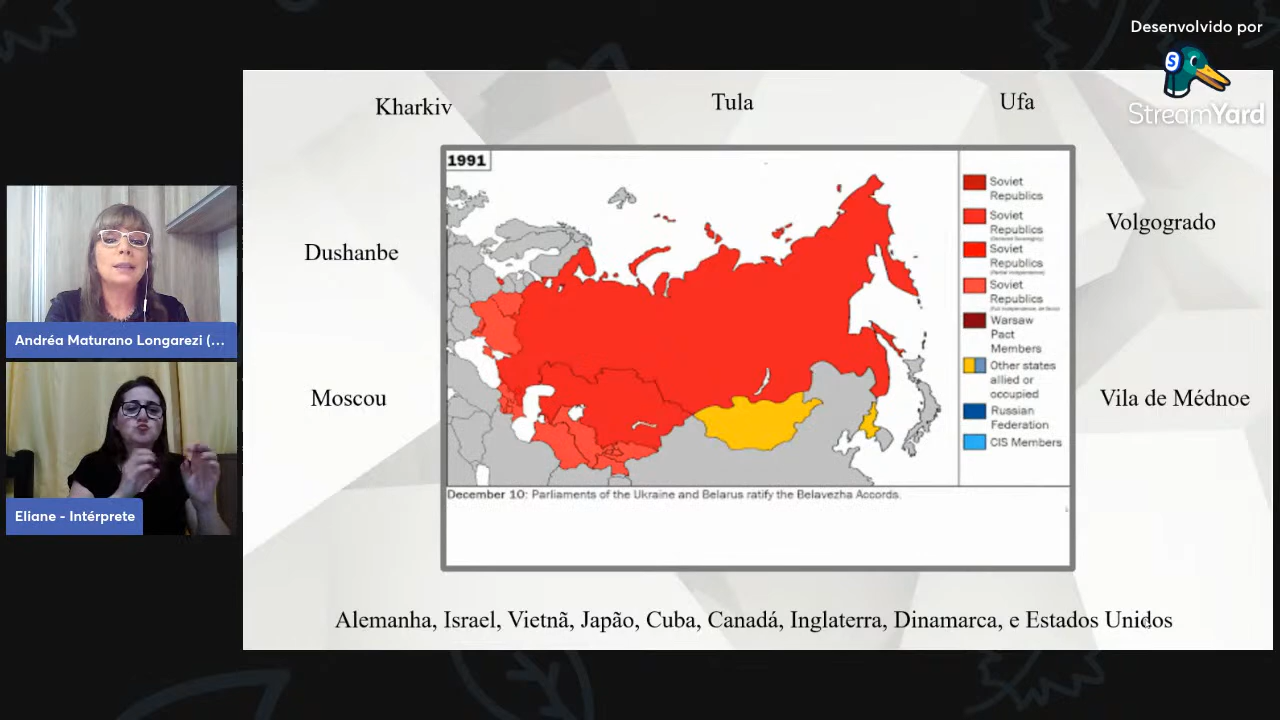 Desenvolvido por
StreamYard
Kharkiv
Tula
Ufa
1991
Soviet
Republics
Soviet
Republics
Soviet
Republics
Soviet
Republics
Warsaw
Pact
Members
Other states
allied or
occupied
Russian
Federation
CIS Members
Dushanbe
Volgogrado
Moscou
Vila de Médnoe
December 10: Parliaments of the Ukraine and Belarus ratify the Belavezha Accords.
Alemanha, Israel, Vietnã, Japão, Cuba, Canadá, Inglaterra, Dinamarca, e Estados Unidos
Andréa Maturano Longarezi (...
Eliane - Intérprete